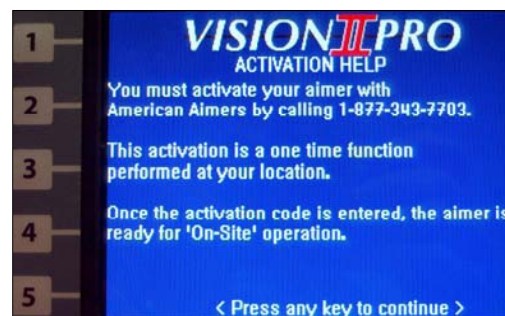 VISION II PRO
ACTIVATION HELP
1
You must activate your aimer with
2
American Aimers by calling 1-877-343-7703.
This activation is a one time function
3
performed at your location.
Once the activation code is entered, the aimer is
4
ready for 'On-Site' operation.
5
< Press any key to continue >